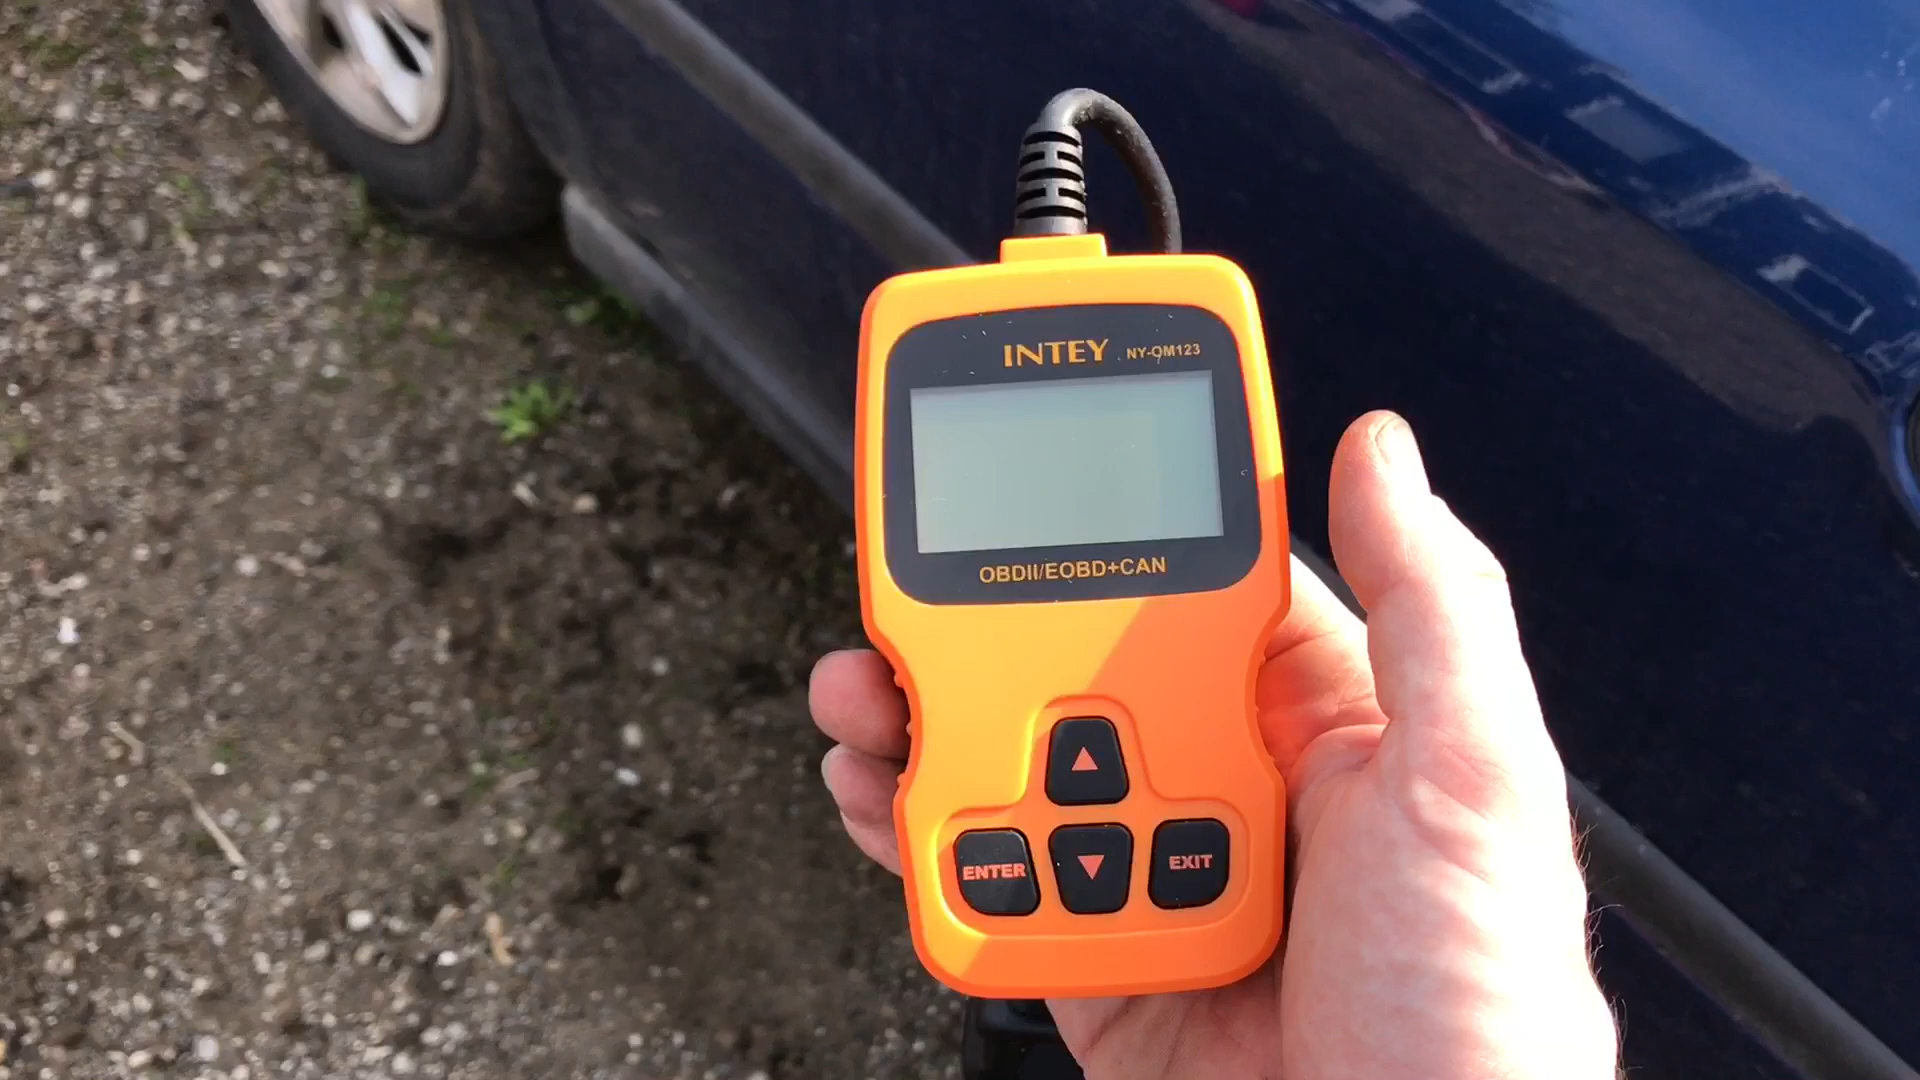 INTEY NY-OM123
OBDII/EOBD+CAN
▲
ENTER ▼ EXIT